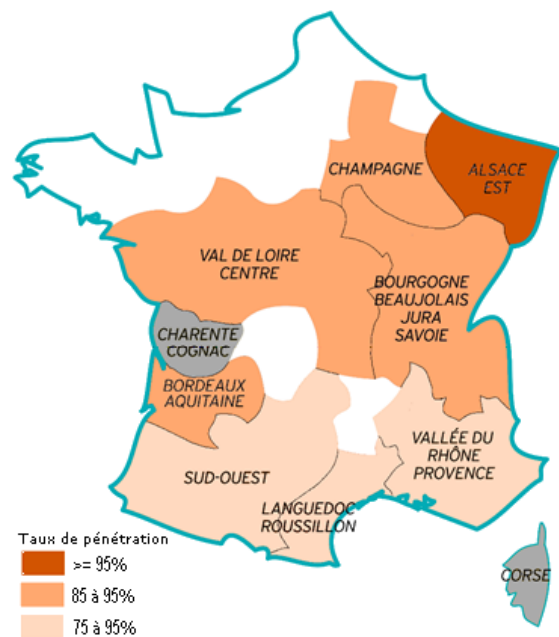 CHAMPAGNE
ALSACE
EST
VAL DE LOIRE
CENTRE
BOURGOGNE
BEAUJOLAIS
JURA
SAVOIE
CHARENTE
COGNAC
BORDEAUX
AQUITAINE
VALLÉE DU
RHÔNE
PROVENCE
SUD-OUEST
LANGUEDOC
ROUSSILLON
CORSE
Taux de pénétration
>= 95%
85 à 95%
75 à 95%